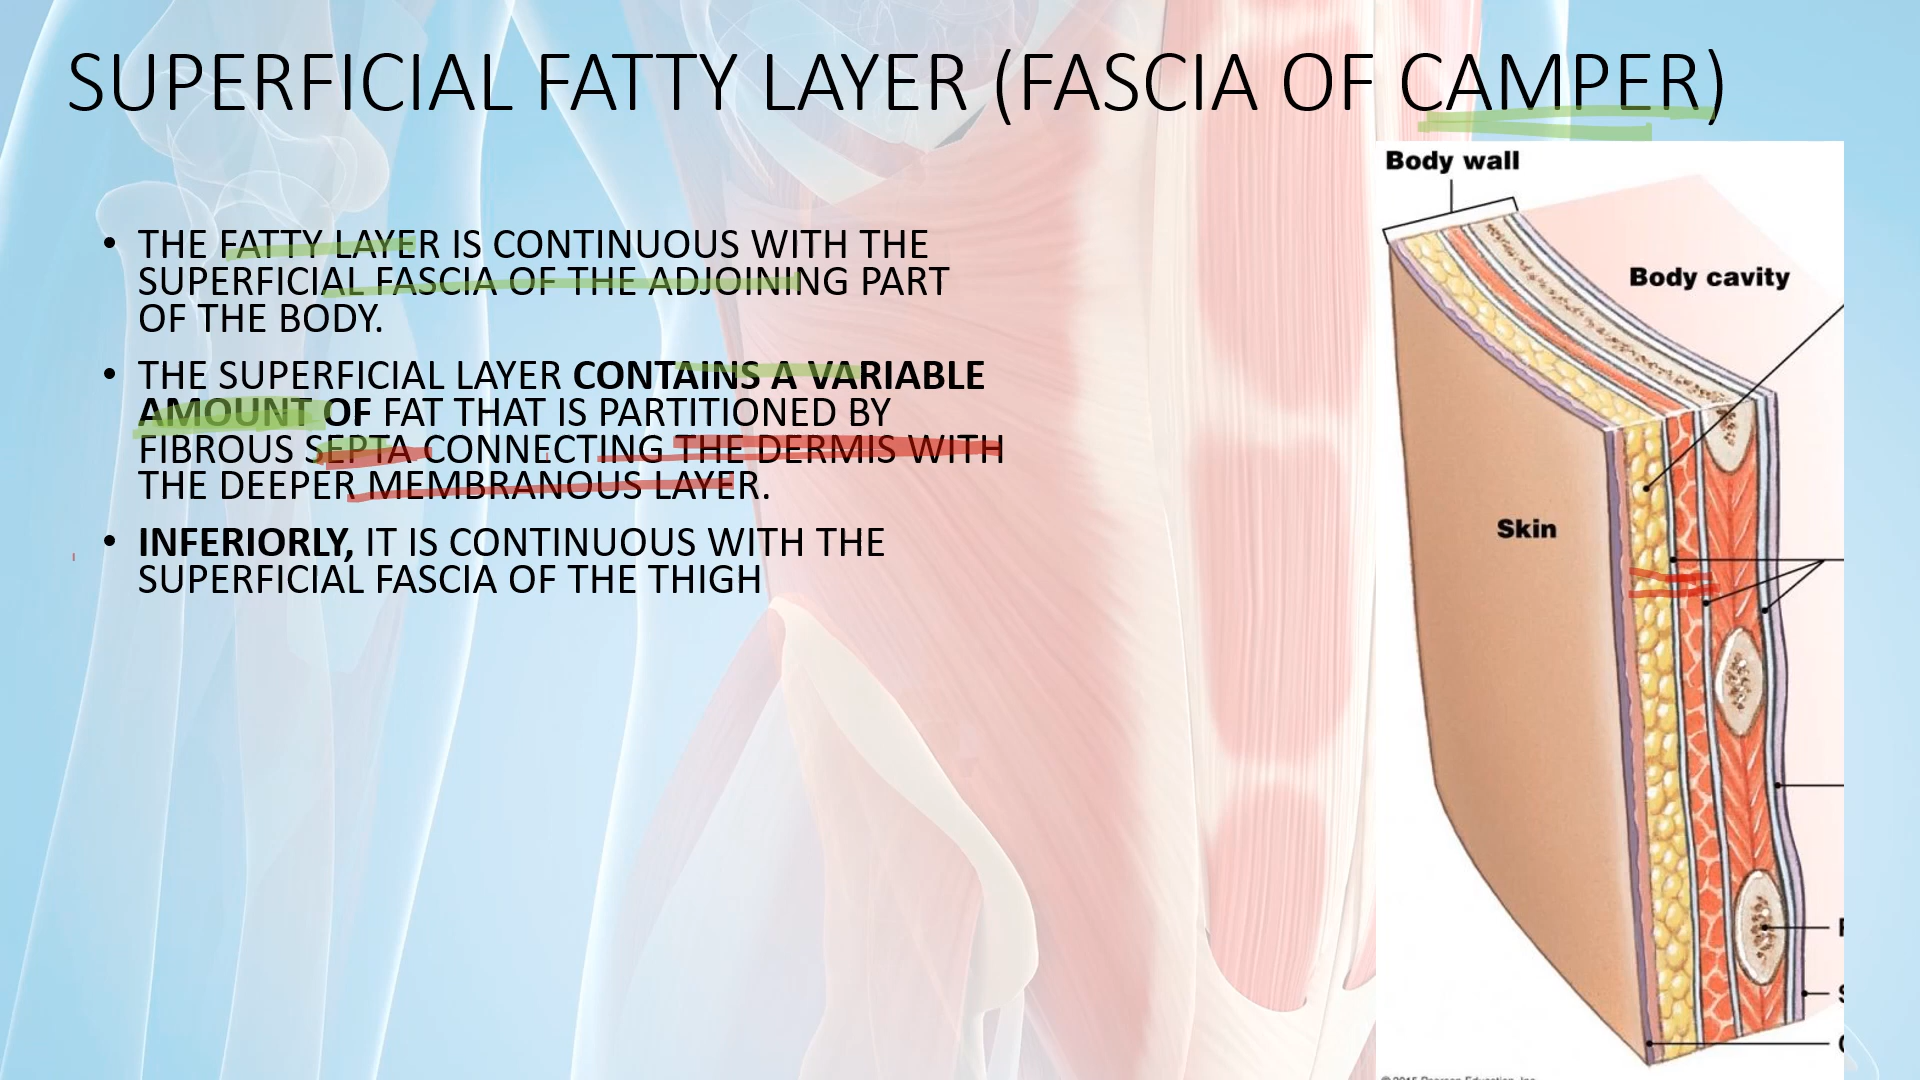 SUPERFICIAL FATTY LAYER (FASCIA OF CAMPER)
• THE FATTY LAYER IS CONTINUOUS WITH THE
SUPERFICIAL FASCIA OF THE ADJOINING PART
OF THE BODY.
• THE SUPERFICIAL LAYER CONTAINS A VARIABLE
AMOUNT OF FAT THAT IS PARTITIONED BY
FIBROUS SEPTA CONNECTING THE DERMIS WITH
THE DEEPER MEMBRANOUS LAYER.
• INFERIORLY, IT IS CONTINUOUS WITH THE
SUPERFICIAL FASCIA OF THE THIGH
Body wall
Body cavity
Skin